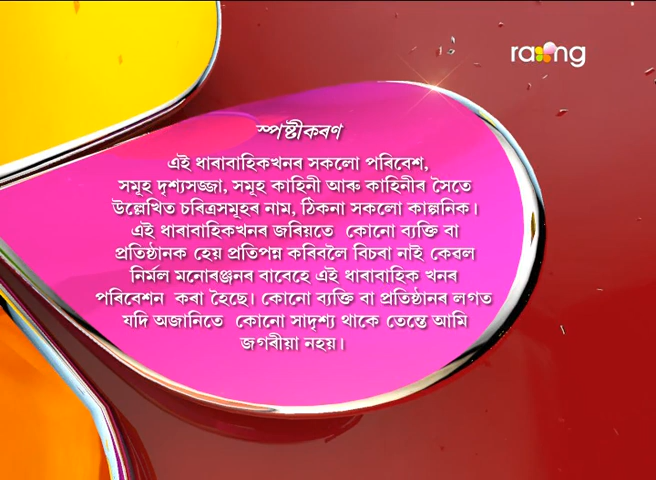 rang
স্পষ্টীকৰণ
এই ধাৰাবাহিকখনৰ সকলো পৰিবেশ,
সমূহ দৃশ্যসজ্জা, সমূহ কাহিনী আৰু কাহিনীৰ সৈতে
উল্লেখিত চৰিত্ৰসমূহৰ নাম, ঠিকনা সকলো কাল্পনিক।
এই ধাৰাবাহিকখনৰ জৰিয়তে কোনো ব্যক্তি বা
প্ৰতিষ্ঠানক হেয় প্ৰতিপন্ন কৰিবলৈ বিচৰা নাই কেৱল
নিৰ্মল মনোৰঞ্জনৰ বাবেহে এই ধাৰাবাহিক খনৰ
পৰিবেশন কৰা হৈছে। কোনো ব্যক্তি বা প্ৰতিষ্ঠানৰ লগত
যদি অজানিতে কোনো সাদৃশ্য থাকে তেন্তে আমি
জগৰীয়া নহয়।